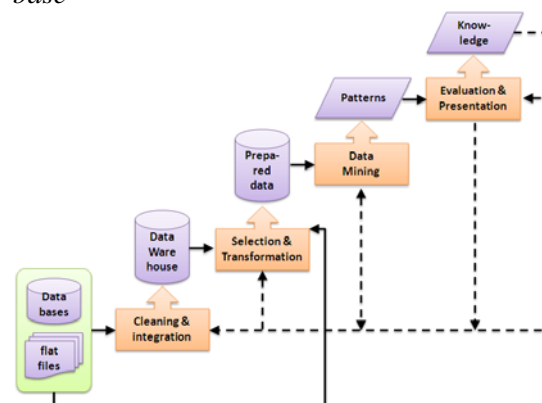 base
Know-
ledge
Patterns
Evaluation &
Presentation
Prepa-
red
data
Data
Mining
Data
Ware
house
Selection &
Transformation
Data
bases
Cleaning &
Integration
flat
files